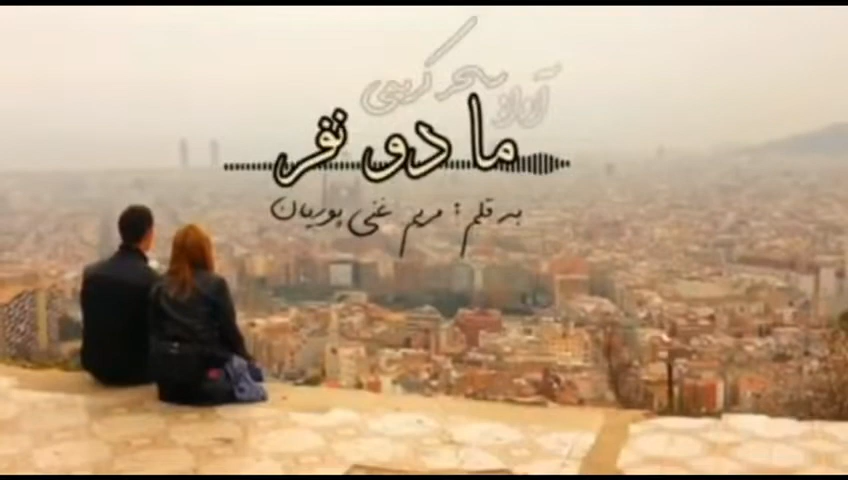 آواز سحر کریمی
ما دو نفر
به قلم: مریم غنی پوریان